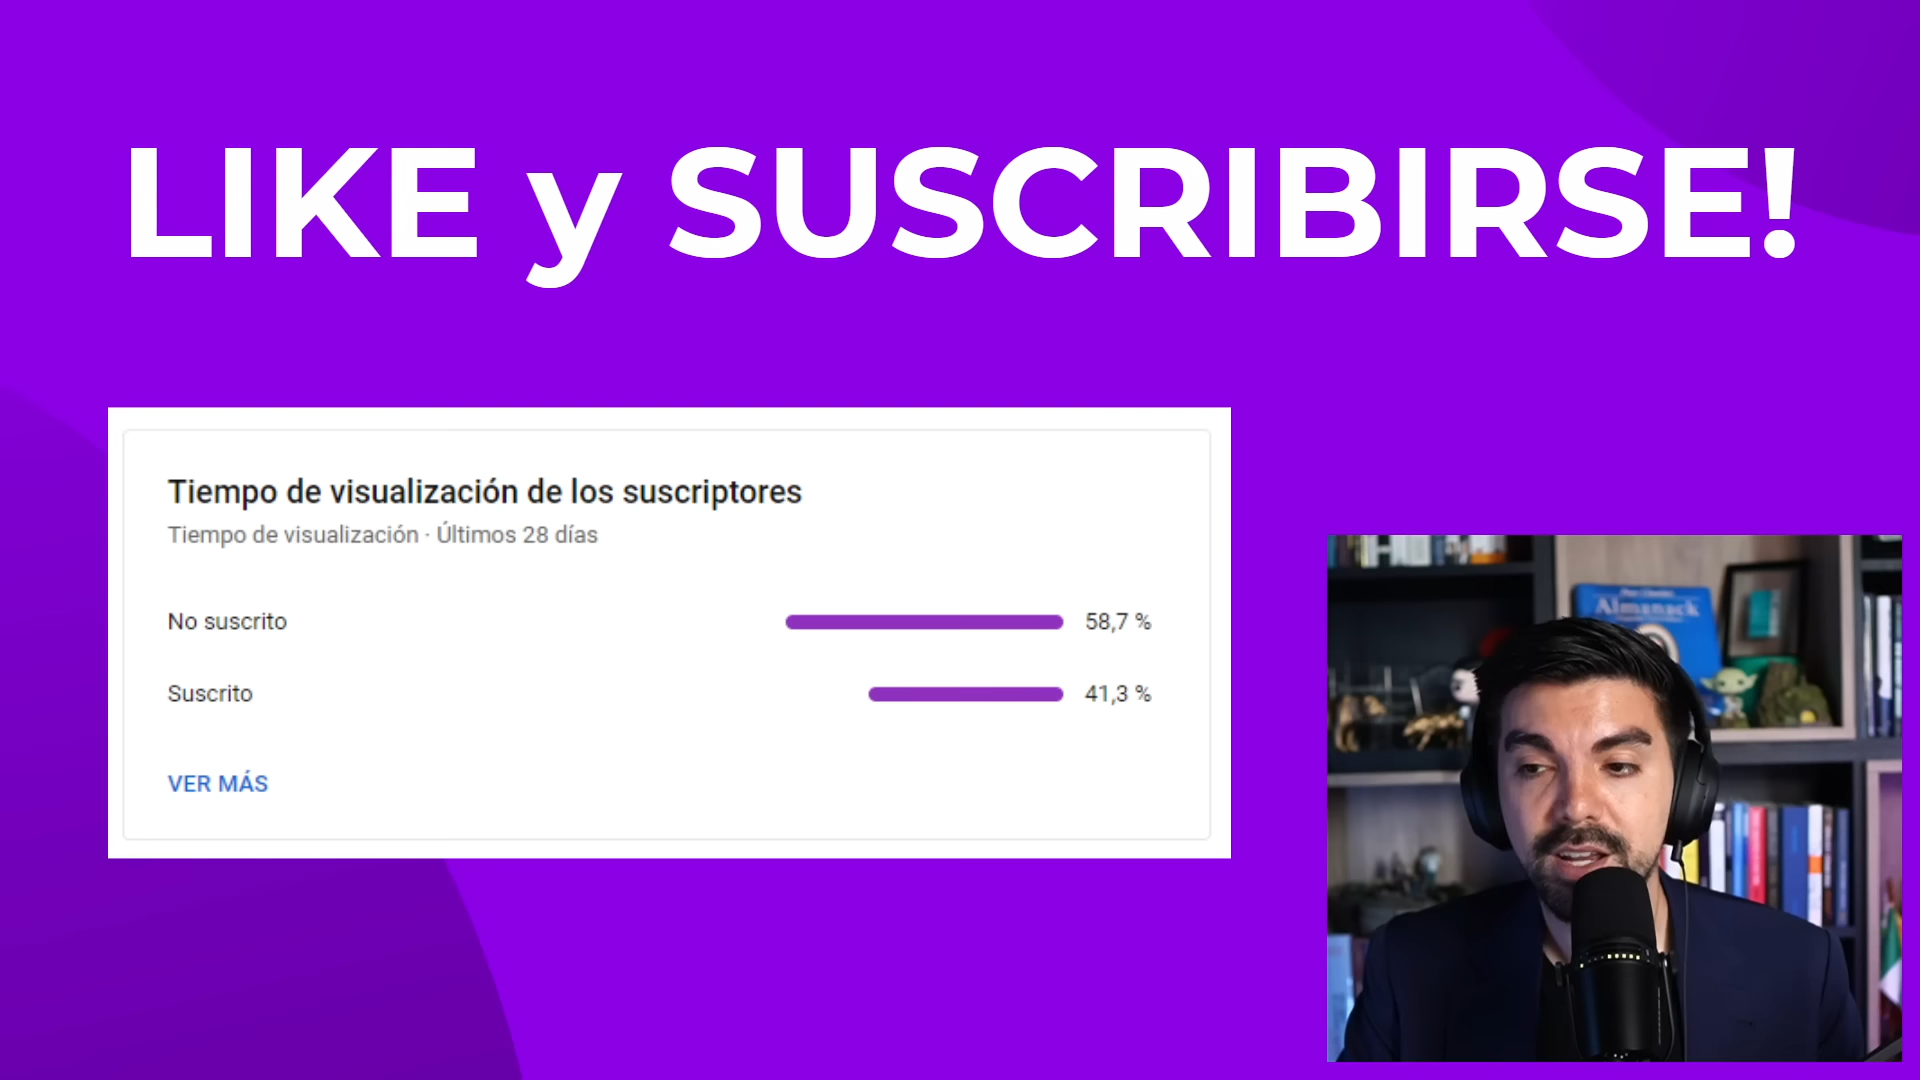 LIKE y SUSCRIBIRSE!
Tiempo de visualización de los suscriptores
Tiempo de visualización · Últimos 28 días
No suscrito 58,7 %
Suscrito 41,3 %
VER MÁS
Almanack